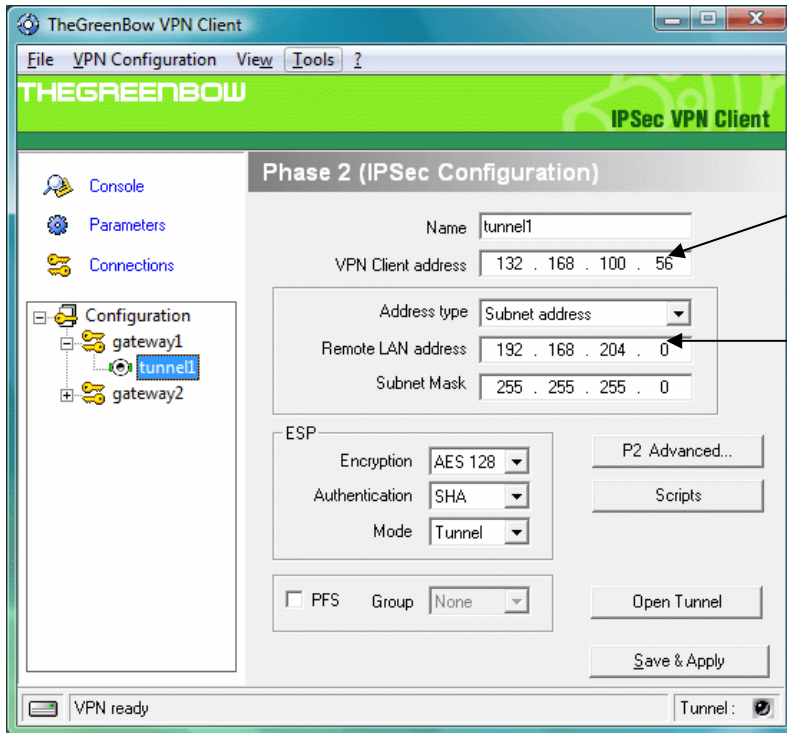 TheGreenBow VPN Client
File VPN Configuration View Tools ?
THEGREENBOW
IPSec VPN Client
Console
Parameters
Connections
Configuration
gateway1
tunnel1
gateway2
Phase 2 (IPSec Configuration)
Name tunnel1
VPN Client address 132 . 168 . 100 . 56
Address type Subnet address
Remote LAN address 192 . 168 . 204 . 0
Subnet Mask 255 . 255 . 255 . 0
ESP
Encryption AES 128
Authentication SHA
Mode Tunnel
P2 Advanced...
Scripts
PFS Group None
Open Tunnel
Save & Apply
VPN ready
Tunnel :